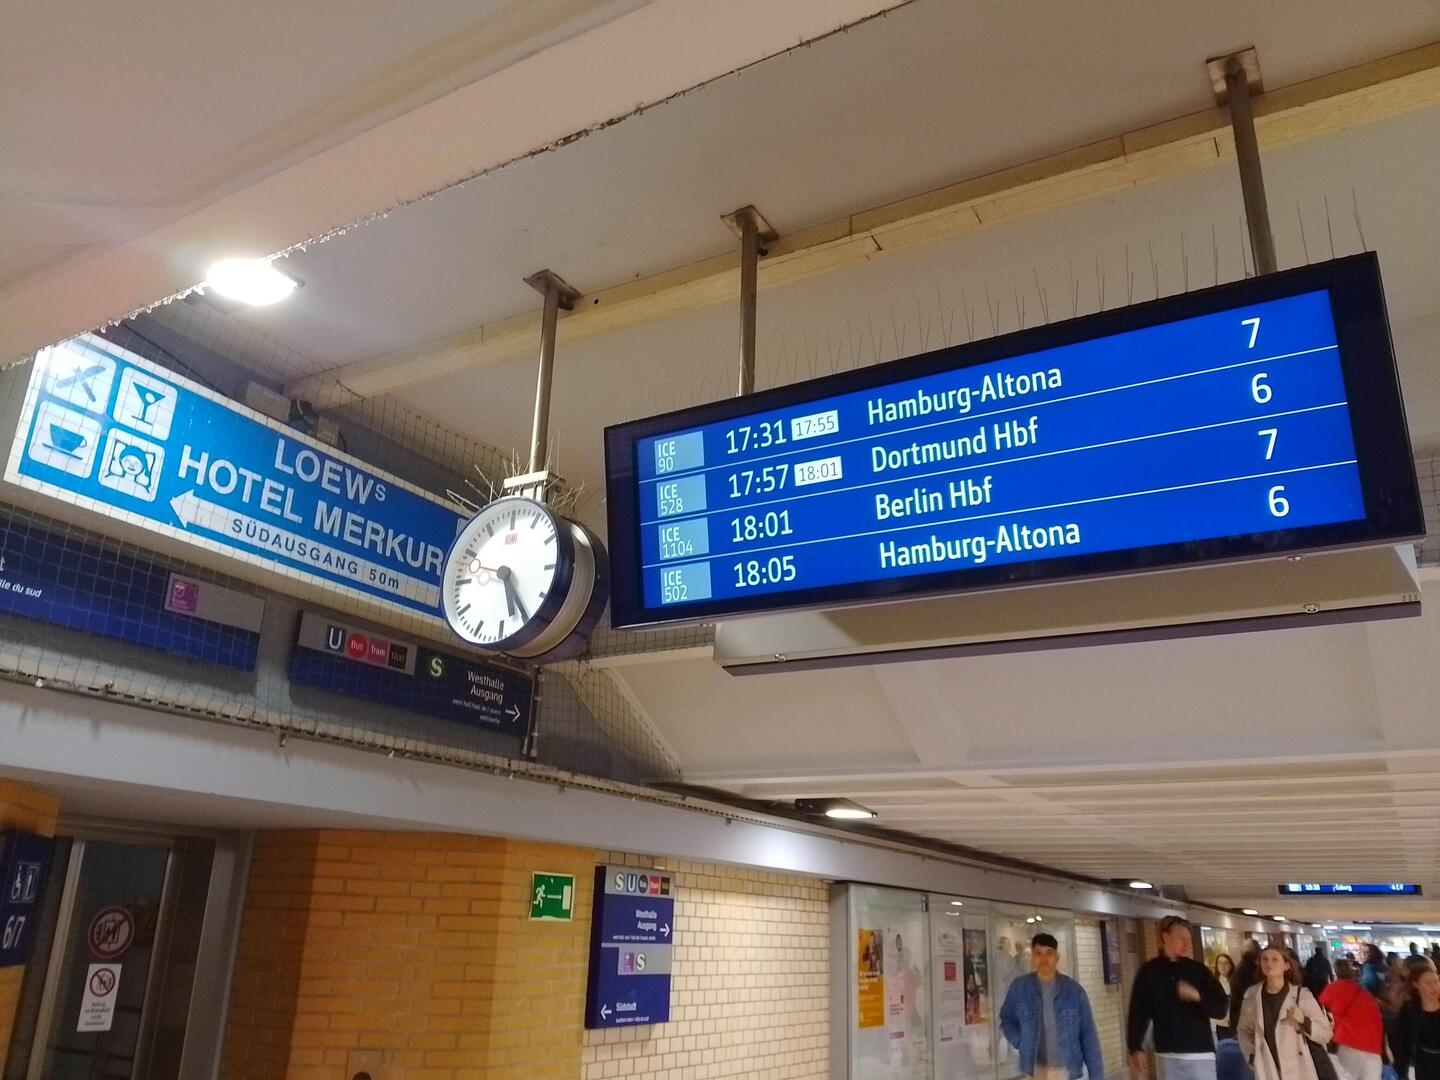 LOEWs
HOTEL MERKUR
SÜDAUSGANG 50m
DB
ICE 90 17:31 17:55 Hamburg-Altona 7
ICE 528 17:57 18:01 Dortmund Hbf 6
ICE 1104 18:01 Berlin Hbf 7
ICE 502 18:05 Hamburg-Altona 6
U Bus Tram TAXI S
Westhalle
Ausgang
6/7
S U
Westhalle
Ausgang
S